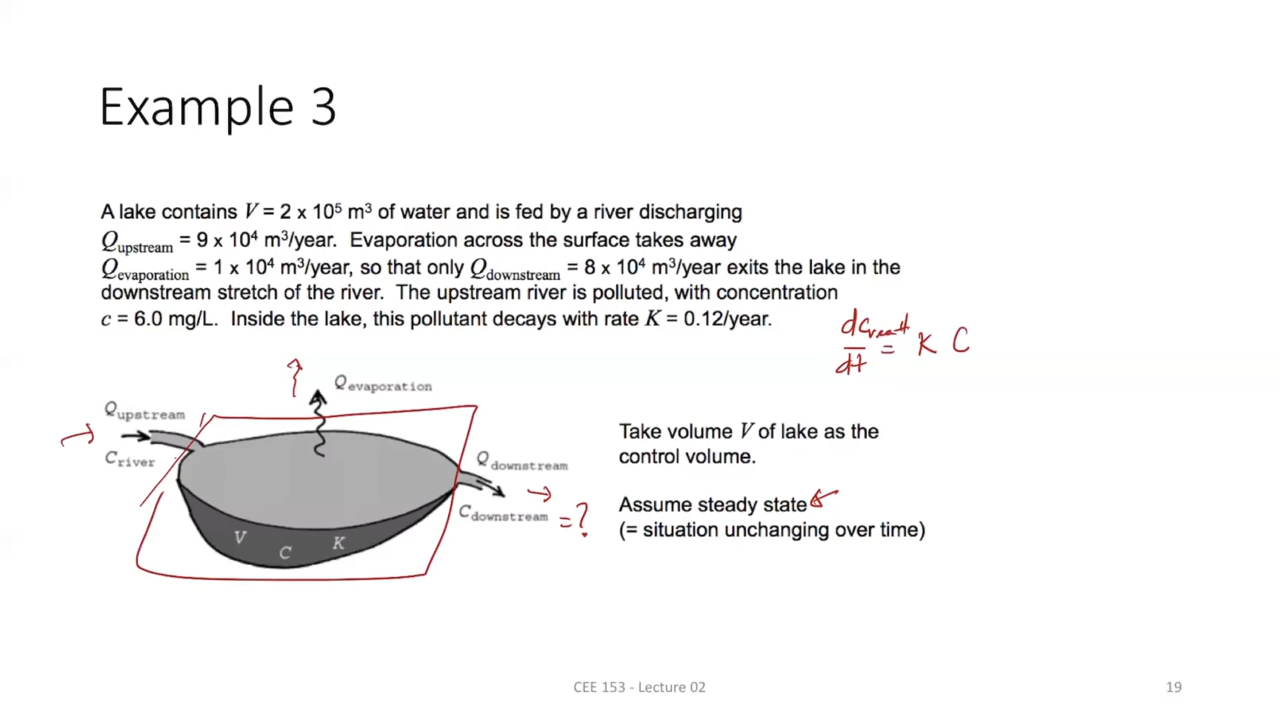 Example 3
A lake contains V = 2 x 10⁵ m³ of water and is fed by a river discharging
Qupstream = 9 x 10⁴ m³/year. Evaporation across the surface takes away
Qevaporation = 1 x 10⁴ m³/year, so that only Qdownstream = 8 x 10⁴ m³/year exits the lake in the
downstream stretch of the river. The upstream river is polluted, with concentration
c = 6.0 mg/L. Inside the lake, this pollutant decays with rate K = 0.12/year.
dCreact/dt = K C
Qevaporation
Qupstream
Criver
Qdownstream
Cdownstream = ?
V C K
Take volume V of lake as the
control volume.
Assume steady state
(= situation unchanging over time)
CEE 153 - Lecture 02
19